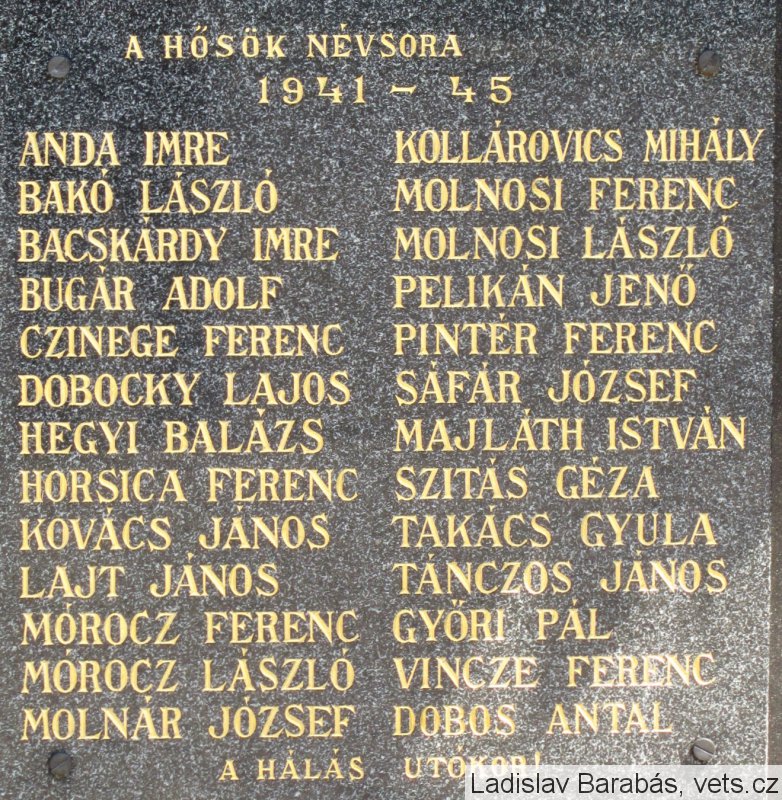 A HŐSÖK NÉVSORA
1941 – 45
ANDA IMRE
BAKÓ LÁSZLÓ
BACSKÁRDY IMRE
BUGÁR ADOLF
CZINEGE FERENC
DOBOCKY LAJOS
HEGYI BALÁZS
HORSICA FERENC
KOVÁCS JÁNOS
LAJT JÁNOS
MÓROCZ FERENC
MÓROCZ LÁSZLÓ
MOLNÁR JÓZSEF
KOLLÁROVICS MIHÁLY
MOLNOSI FERENC
MOLNOSI LÁSZLÓ
PELIKÁN JENŐ
PINTÉR FERENC
SÁFÁR JÓZSEF
MAJLÁTH ISTVÁN
SZITÁS GÉZA
TAKÁCS GYULA
TÁNCZOS JÁNOS
GYŐRI PÁL
VINCZE FERENC
DOBOS ANTAL
A HÁLÁS UTÓKOR!
Ladislav Barabás, vets.cz